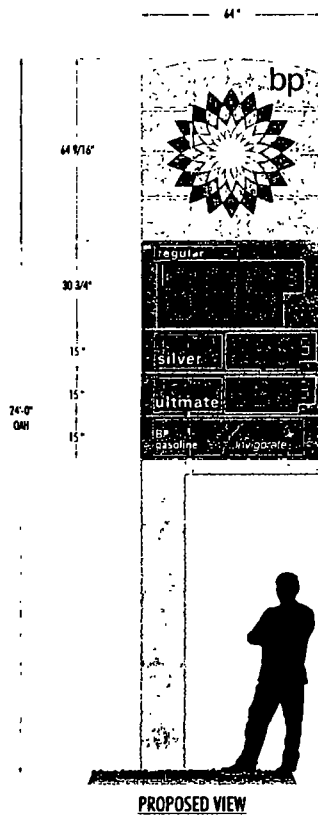 64"
bp
64 9/16"
regular
30 3/4"
15"
silver
15"
ultmate
24'-0"
OAH
15"
BP
gasoline
invigorate
PROPOSED VIEW